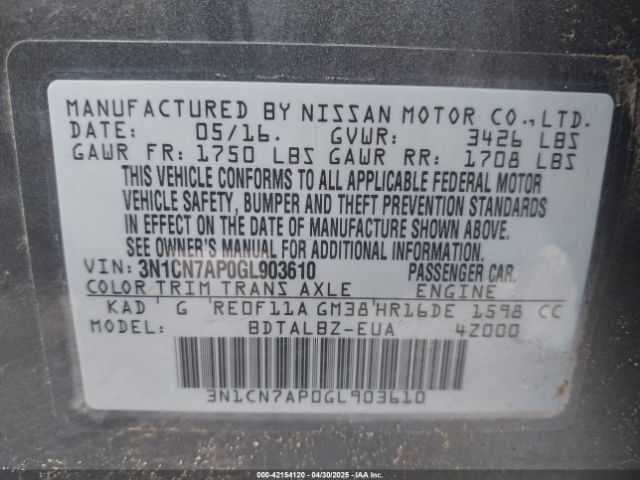 MANUFACTURED BY NISSAN MOTOR CO., LTD.
DATE: 05/16. GVWR: 3426 LBS
GAWR FR: 1750 LBS GAWR RR: 1708 LBS
THIS VEHICLE CONFORMS TO ALL APPLICABLE FEDERAL MOTOR
VEHICLE SAFETY, BUMPER AND THEFT PREVENTION STANDARDS
IN EFFECT ON THE DATE OF MANUFACTURE SHOWN ABOVE.
SEE OWNER'S MANUAL FOR ADDITIONAL INFORMATION.
VIN: 3N1CN7AP0GL903610 PASSENGER CAR.
COLOR TRIM TRANS AXLE ENGINE
KAD G RE0F11A GM38 HR16DE 1598 CC
MODEL: BDTALBZ-EUA 4Z000
3N1CN7AP0GL903610
000-42154120 - 04/30/2025 - IAAI.COM